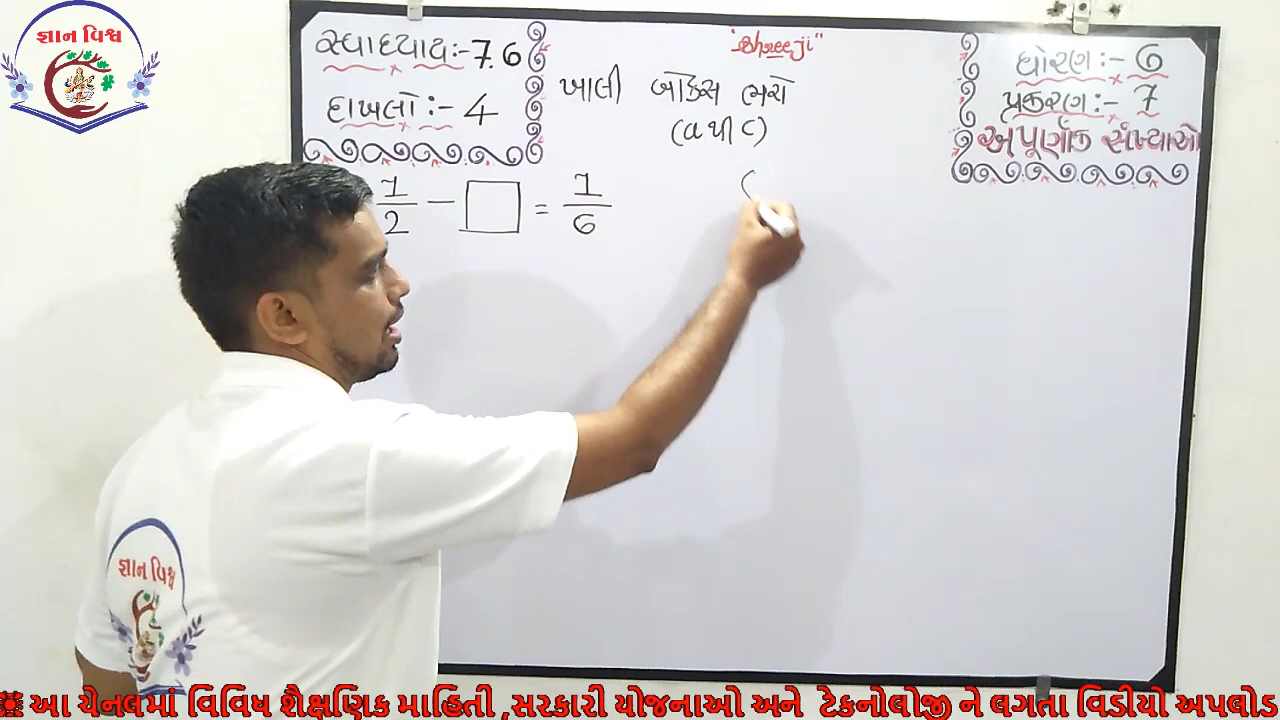 જ્ઞાન વિશ્વ
સ્વાધ્યાય:-7.6
દાખલો :- 4
"Shreeji"
ખાલી બોક્સ ભરો
ધોરણ:- 6
પ્રકરણ:- 7
અપૂર્ણાંક સંખ્યાઓ
1/2 - □ = 1/6
જ્ઞાન વિશ્વ
આ ચેનલમાં વિવિધ શૈક્ષણિક માહિતી ,સરકારી યોજનાઓ અને ટેકનોલોજી ને લગતા વિડીયો અપલોડ